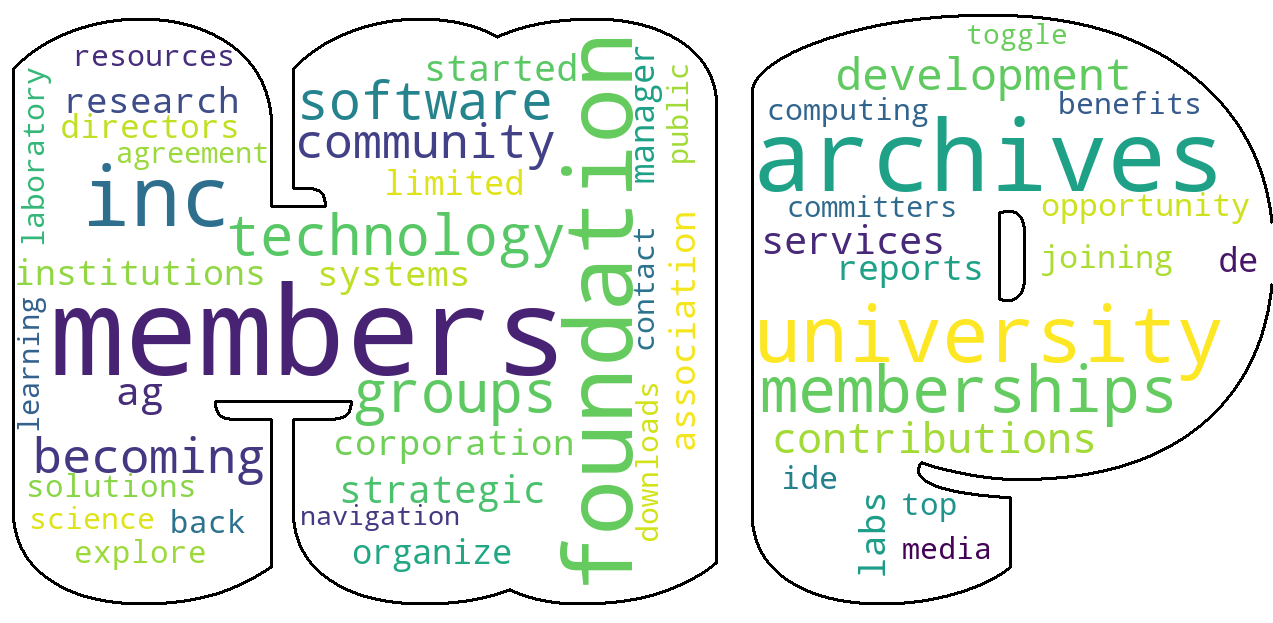 resources
research
directors
agreement
laboratory
inc
technology
institutions
systems
members
learning
ag
becoming
solutions
science
back
explore
started
software
community
limited
foundation
manager
public
contact
association
groups
corporation
strategic
navigation
organize
downloads
toggle
development
computing
benefits
archives
committers
opportunity
services
reports
joining
de
university
memberships
contributions
ide
labs
top
media